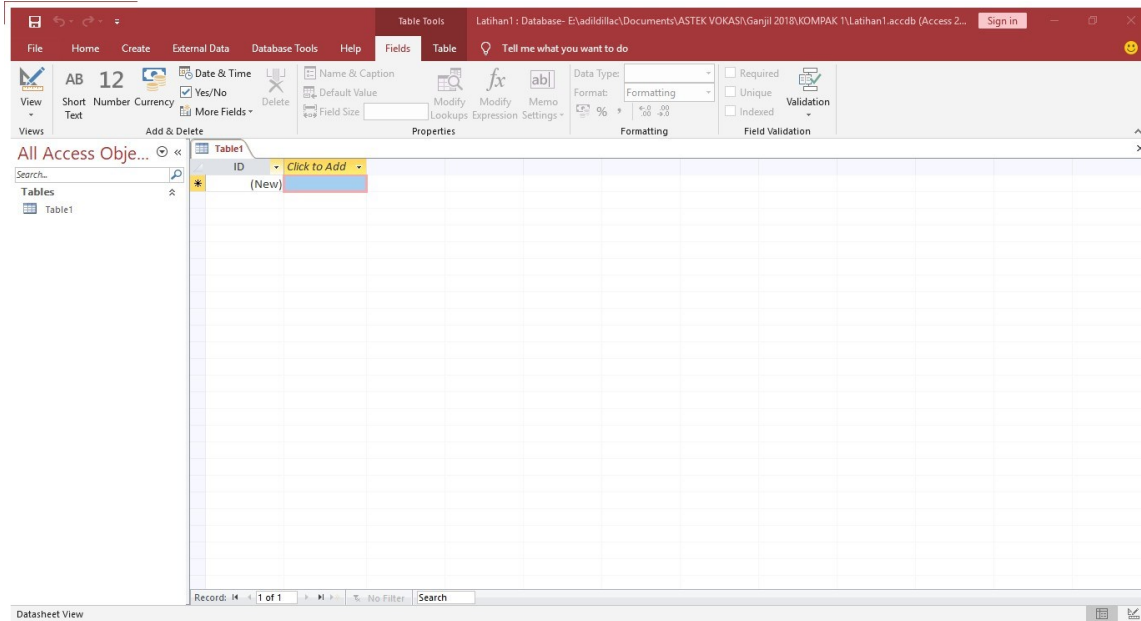 Table Tools
Latihan1 : Database- E:\adildillac\Documents\ASTEK VOKASI\Ganjil 2018\KOMPAK 1\Latihan1.accdb (Access 2...
Sign in
File Home Create External Data Database Tools Help Fields Table Tell me what you want to do
View
Views
AB
Short Text
12
Number
Currency
Date & Time
Yes/No
More Fields
Delete
Add & Delete
Name & Caption
Default Value
Field Size
Modify Lookups
fx
Modify Expression
ab
Memo Settings
Properties
Data Type:
Format: Formatting
% , .0 .00 .00 .0
Formatting
Required
Unique
Indexed
Validation
Field Validation
All Access Obje...
Search...
Tables
Table1
Table1
ID Click to Add
(New)
Record: 1 of 1 No Filter Search
Datasheet View